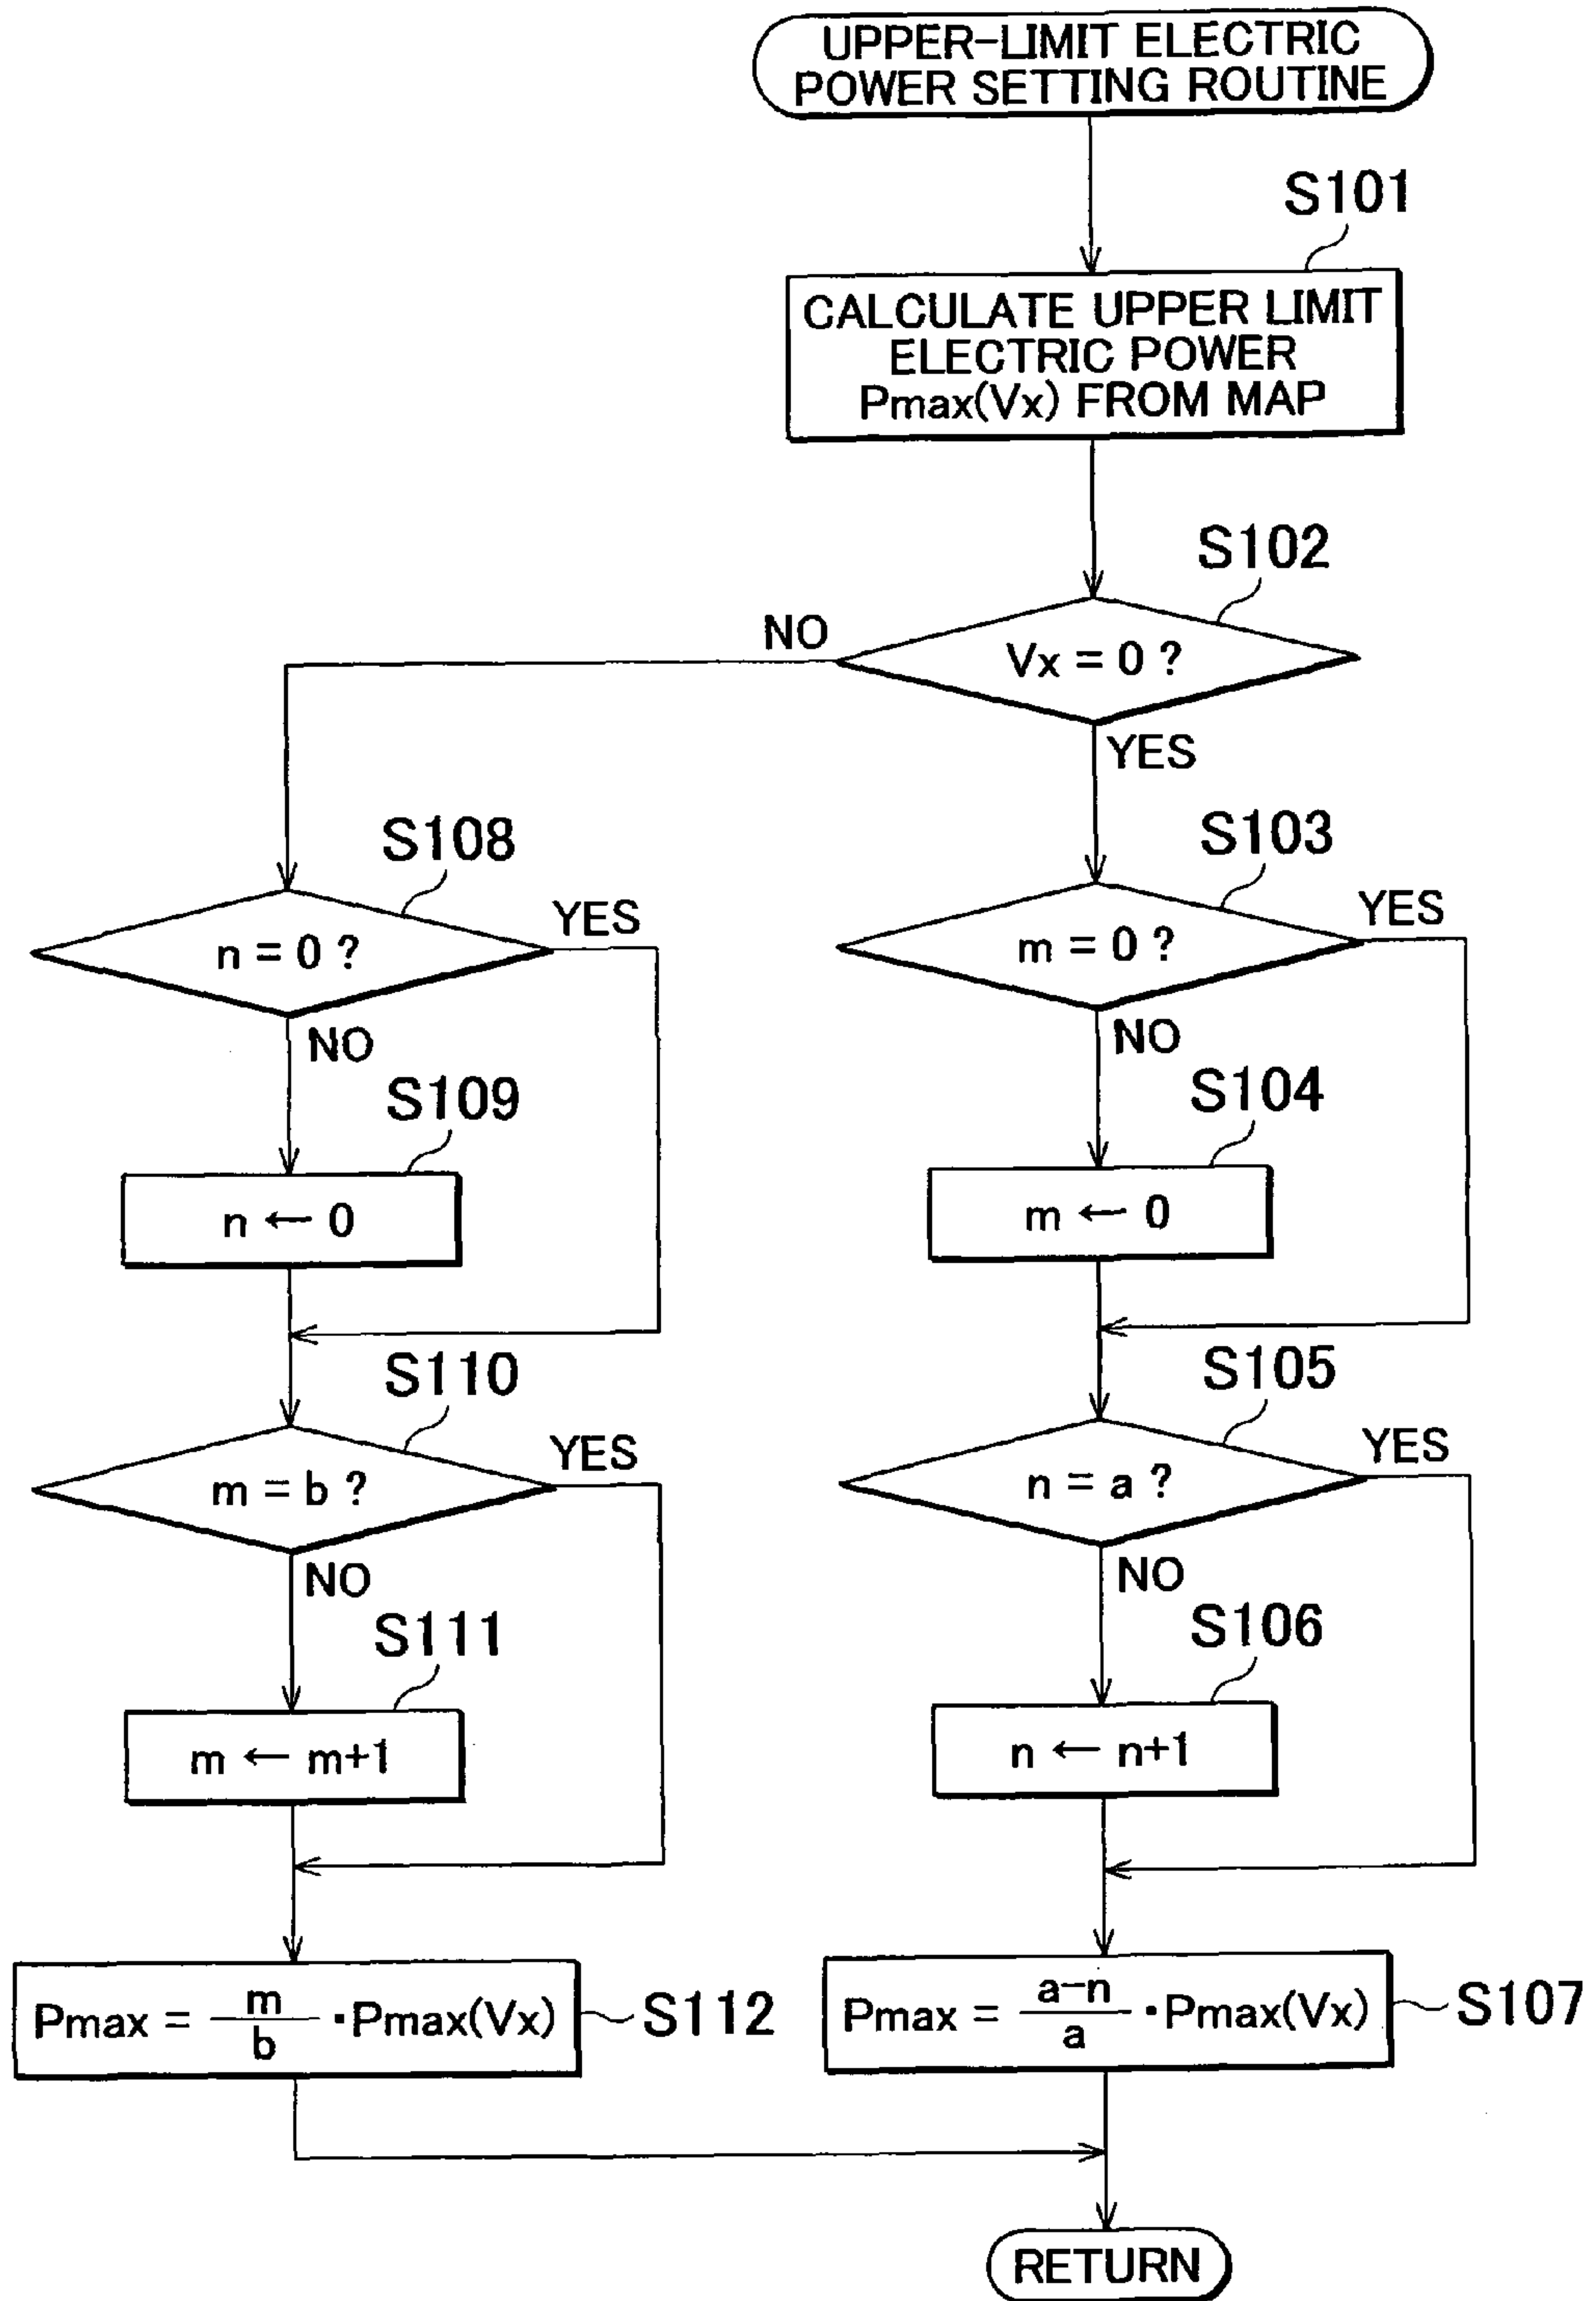 UPPER-LIMIT ELECTRIC
POWER SETTING ROUTINE
S101
CALCULATE UPPER LIMIT
ELECTRIC POWER
Pmax(Vx) FROM MAP
S102
NO
Vx = 0 ?
YES
S108
S103
YES
YES
n = 0 ?
m = 0 ?
NO
NO
S109
S104
n ← 0
m ← 0
S110
S105
YES
YES
m = b ?
n = a ?
NO
NO
S111
S106
m ← m+1
n ← n+1
Pmax = m/b ·Pmax(Vx)
S112
Pmax = a-n/a ·Pmax(Vx)
S107
RETURN